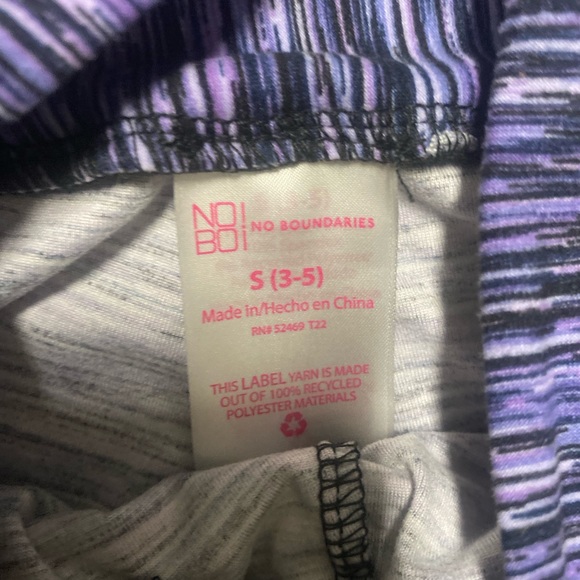 NO!
BO!
NO BOUNDARIES
S (3-5)
Made in/Hecho en China
RN# 52469 T22
THIS LABEL YARN IS MADE
OUT OF 100% RECYCLED
POLYESTER MATERIALS